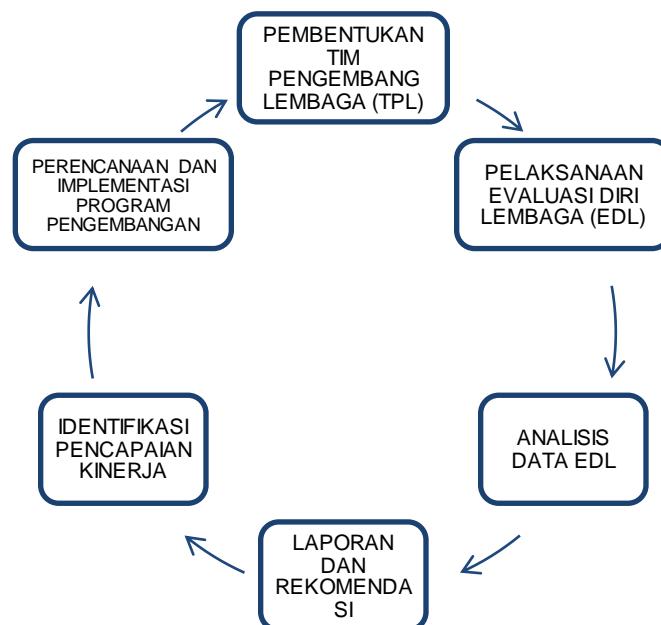 PEMBENTUKAN
TIM
PENGEMBANG
LEMBAGA (TPL)
PELAKSANAAN
EVALUASI DIRI
LEMBAGA (EDL)
ANALISIS
DATA EDL
LAPORAN
DAN
REKOMENDA
SI
IDENTIFIKASI
PENCAPAIAN
KINERJA
PERENCANAAN DAN
IMPLEMENTASI
PROGRAM
PENGEMBANGAN